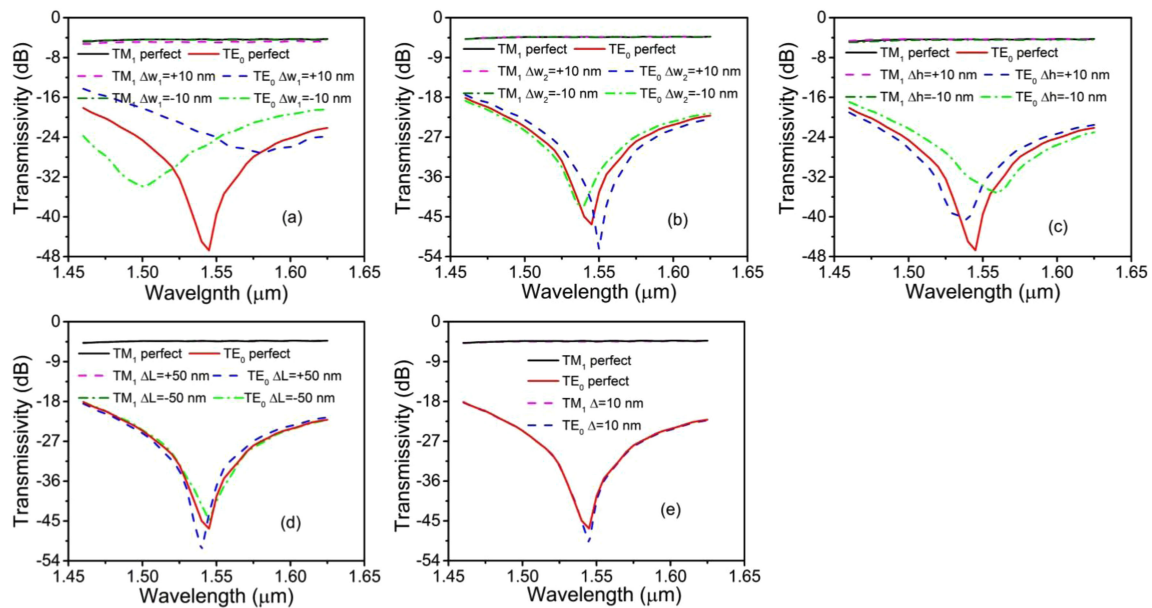 Transmissivity (dB)
0
-8
-16
-24
-32
-40
-48
TM₁ perfect TE₀ perfect
TM₁ Δw₁=+10 nm TE₀ Δw₁=+10 nm
TM₁ Δw₁=-10 nm TE₀ Δw₁=-10 nm
(a)
1.45 1.50 1.55 1.60 1.65
Wavelgnth (μm)
Transmissivity (dB)
0
-9
-18
-27
-36
-45
-54
TM₁ perfect TE₀ perfect
TM₁ Δw₂=+10 nm TE₀ Δw₂=+10 nm
TM₁ Δw₂=-10 nm TE₀ Δw₂=-10 nm
(b)
1.45 1.50 1.55 1.60 1.65
Wavelength (μm)
Transmissivity (dB)
0
-8
-16
-24
-32
-40
-48
TM₁ perfect TE₀ perfect
TM₁ Δh=+10 nm TE₀ Δh=+10 nm
TM₁ Δh=-10 nm TE₀ Δh=-10 nm
(c)
1.45 1.50 1.55 1.60 1.65
Wavelength (μm)
Transmissivity (dB)
0
-9
-18
-27
-36
-45
-54
TM₁ perfect TE₀ perfect
TM₁ ΔL=+50 nm TE₀ ΔL=+50 nm
TM₁ ΔL=-50 nm TE₀ ΔL=-50 nm
(d)
1.45 1.50 1.55 1.60 1.65
Wavelength (μm)
Transmissivity (dB)
0
-9
-18
-27
-36
-45
-54
TM₁ perfect
TE₀ perfect
TM₁ Δ=10 nm
TE₀ Δ=10 nm
(e)
1.45 1.50 1.55 1.60 1.65
Wavelength (μm)